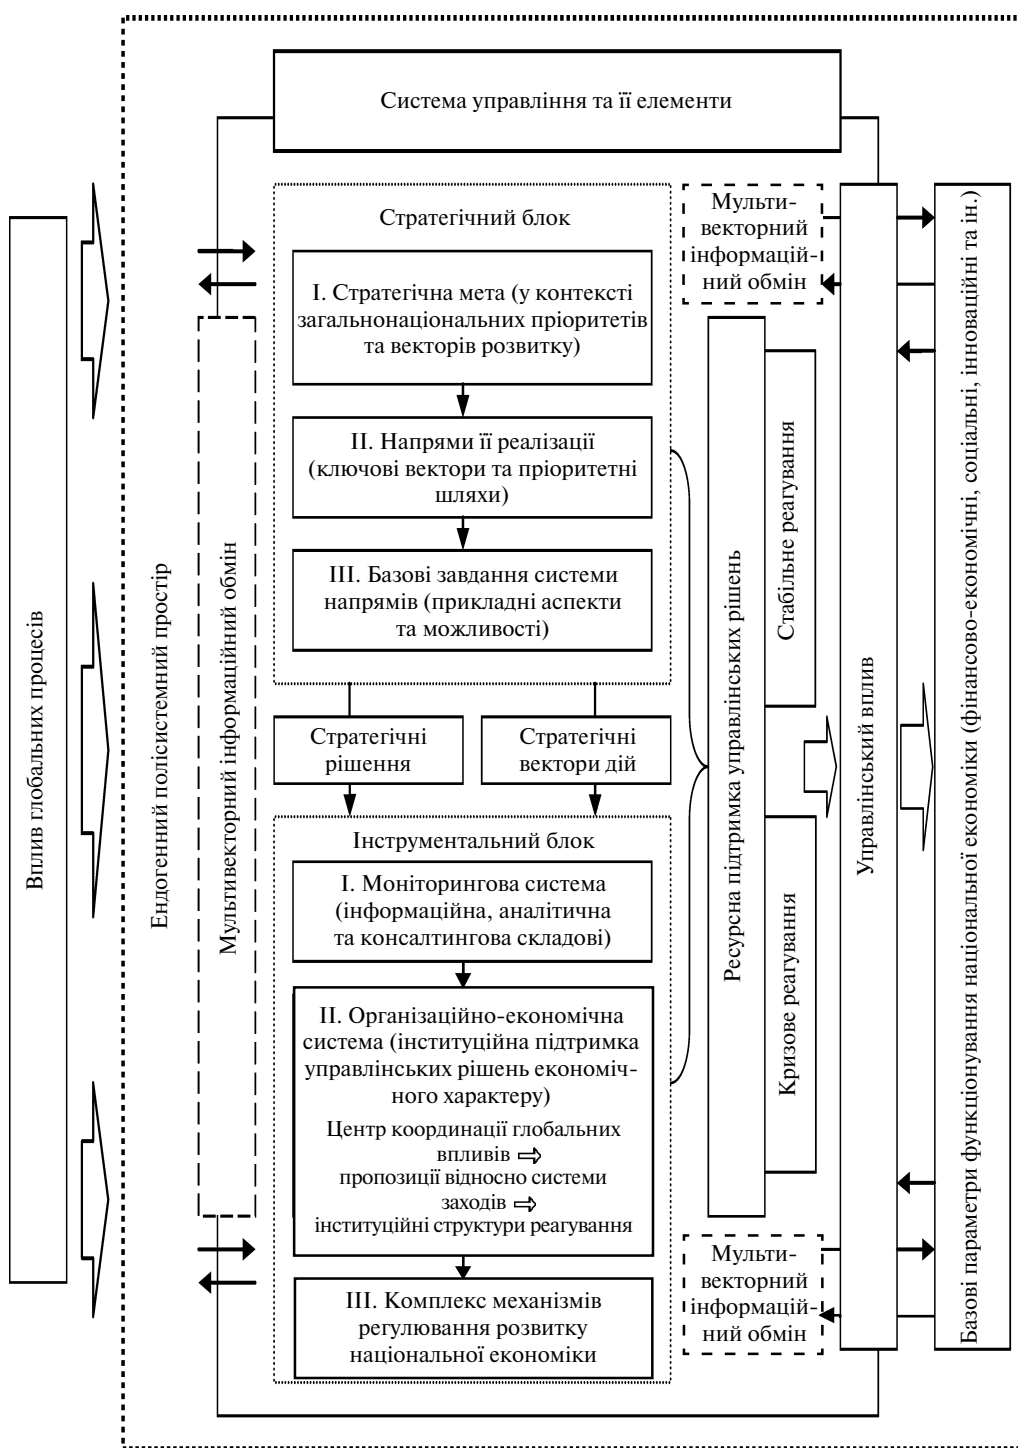 Система управління та її елементи
Вплив глобальних процесів
Ендогенний полісистемний простір
Мультивекторний інформаційний обмін
Стратегічний блок
І. Стратегічна мета (у контексті
загальнонаціональних пріоритетів
та векторів розвитку)
ІІ. Напрями її реалізації
(ключові вектори та пріоритетні
шляхи)
ІІІ. Базові завдання системи
напрямів (прикладні аспекти
та можливості)
Стратегічні
рішення
Стратегічні
вектори дій
Інструментальний блок
І. Моніторингова система
(інформаційна, аналітична
та консалтингова складові)
ІІ. Організаційно-економічна
система (інституційна підтримка
управлінських рішень економіч-
ного характеру)
Центр координації глобальних
впливів ⇨
пропозиції відносно системи
заходів ⇨
інституційні структури реагування
ІІІ. Комплекс механізмів
регулювання розвитку
національної економіки
Мульти-
векторний
інформацій-
ний обмін
Ресурсна підтримка управлінських рішень
Стабільне реагування
Кризове реагування
Мульти-
векторний
інформацій-
ний обмін
Управлінський вплив
Базові параметри функціонування національної економіки (фінансово-економічні, соціальні, інноваційні та ін.)